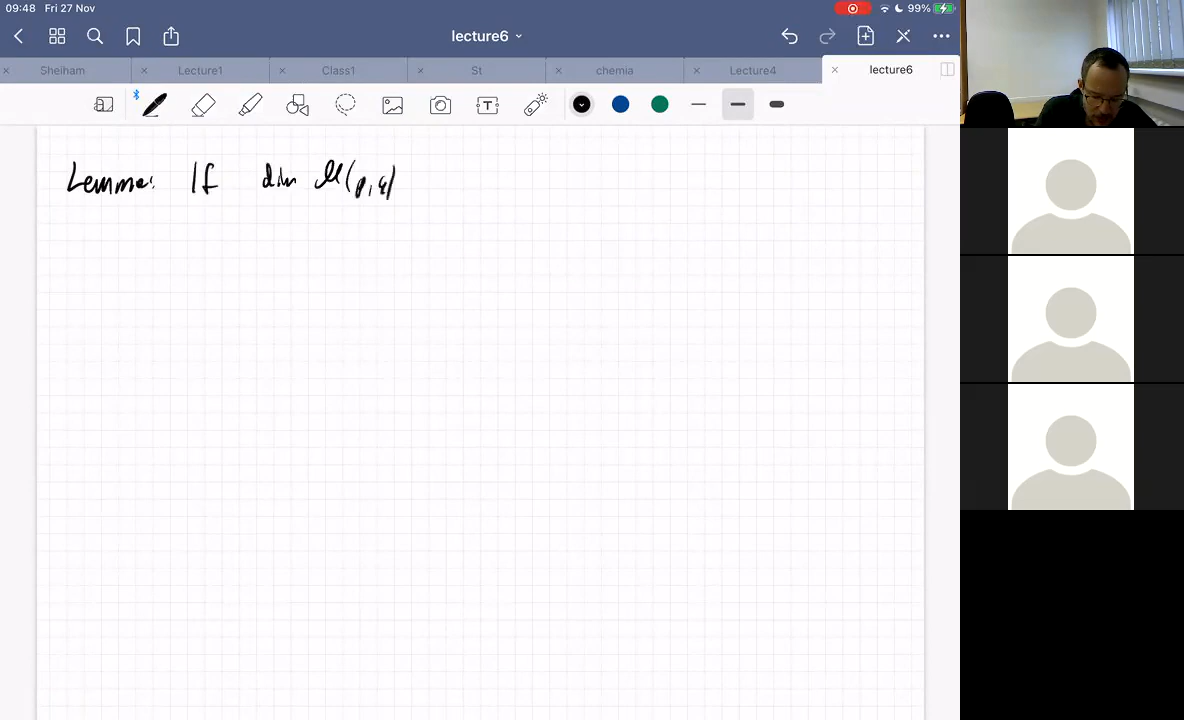 09:48 Fri 27 Nov
99%
lecture6
Sheiham
Lecture1
Class1
St
chemia
Lecture4
lecture6
Lemma: If dim M(p,q)